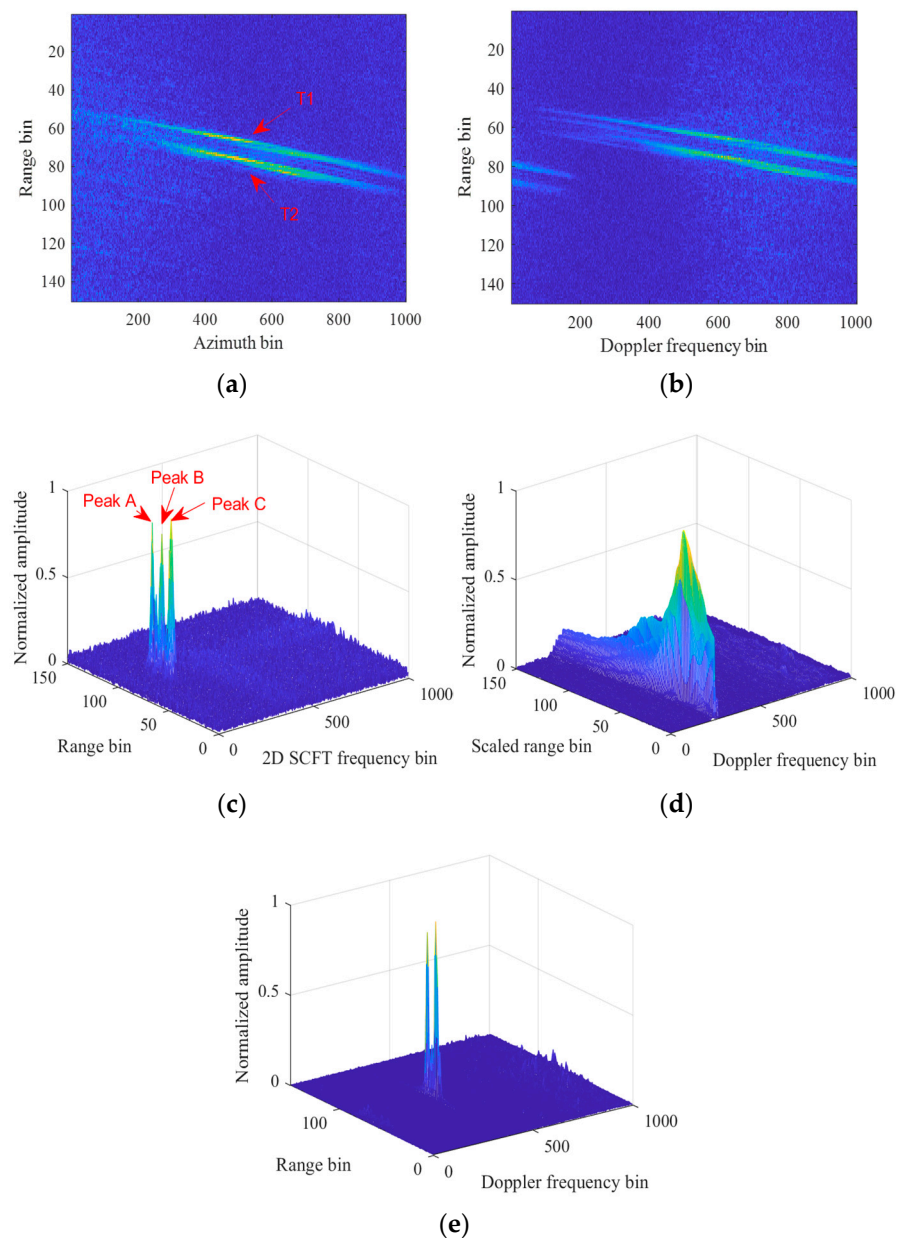 20
40
60
80
100
120
140
Range bin
T1
T2
200 400 600 800 1000
Azimuth bin
(a)
20
40
60
80
100
120
140
Range bin
200 400 600 800 1000
Doppler frequency bin
(b)
1
0.5
0
Normalized amplitude
Peak A
Peak B
Peak C
150
100
50
0
Range bin
0
500
1000
2D SCFT frequency bin
(c)
1
0.5
0
Normalized amplitude
150
100
50
0
Scaled range bin
0
500
1000
Doppler frequency bin
(d)
1
0.5
0
Normalized amplitude
100
0
Range bin
0
500
1000
Doppler frequency bin
(e)